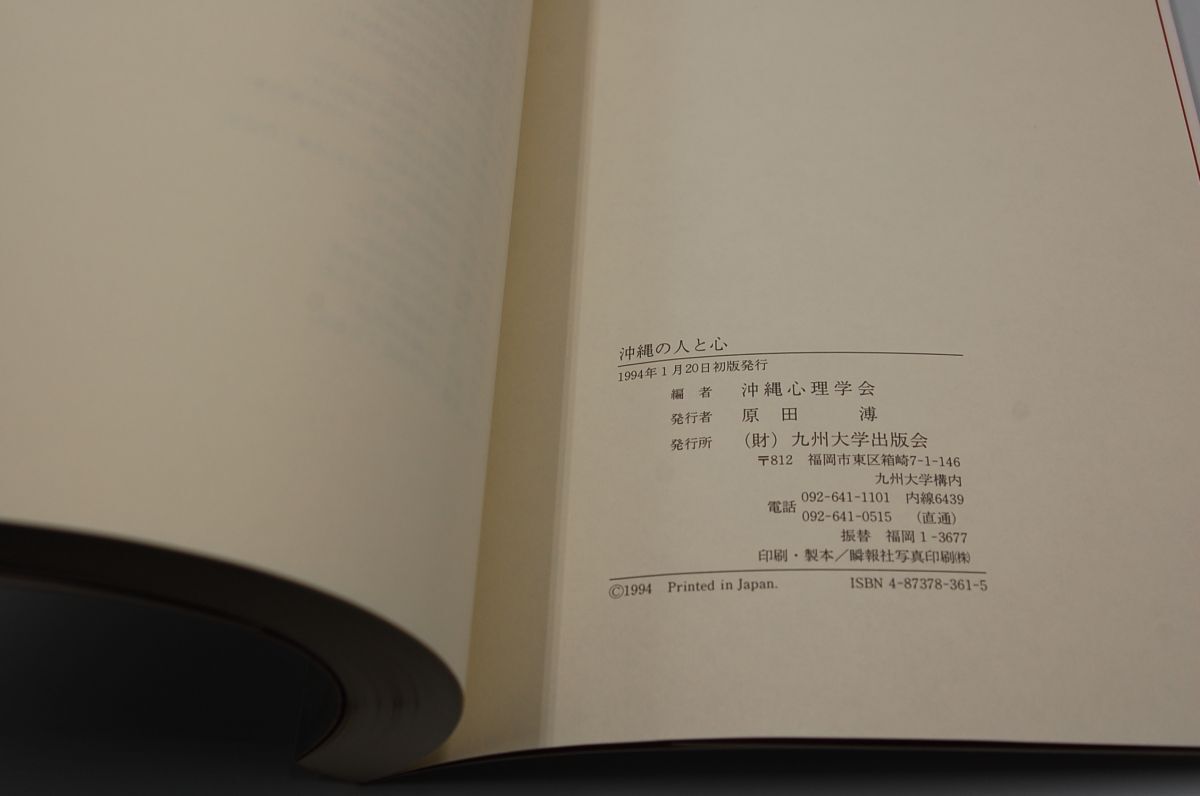 沖縄の人と心
1994年1月20日初版発行
編 者 沖縄心理学会
発行者 原 田 溥
発行所 (財)九州大学出版会
〒812 福岡市東区箱崎7-1-146
九州大学構内
電話 092-641-1101 内線6439
092-641-0515 (直通)
振替 福岡1-3677
印刷・製本/瞬報社写真印刷㈱
©1994 Printed in Japan. ISBN 4-87378-361-5